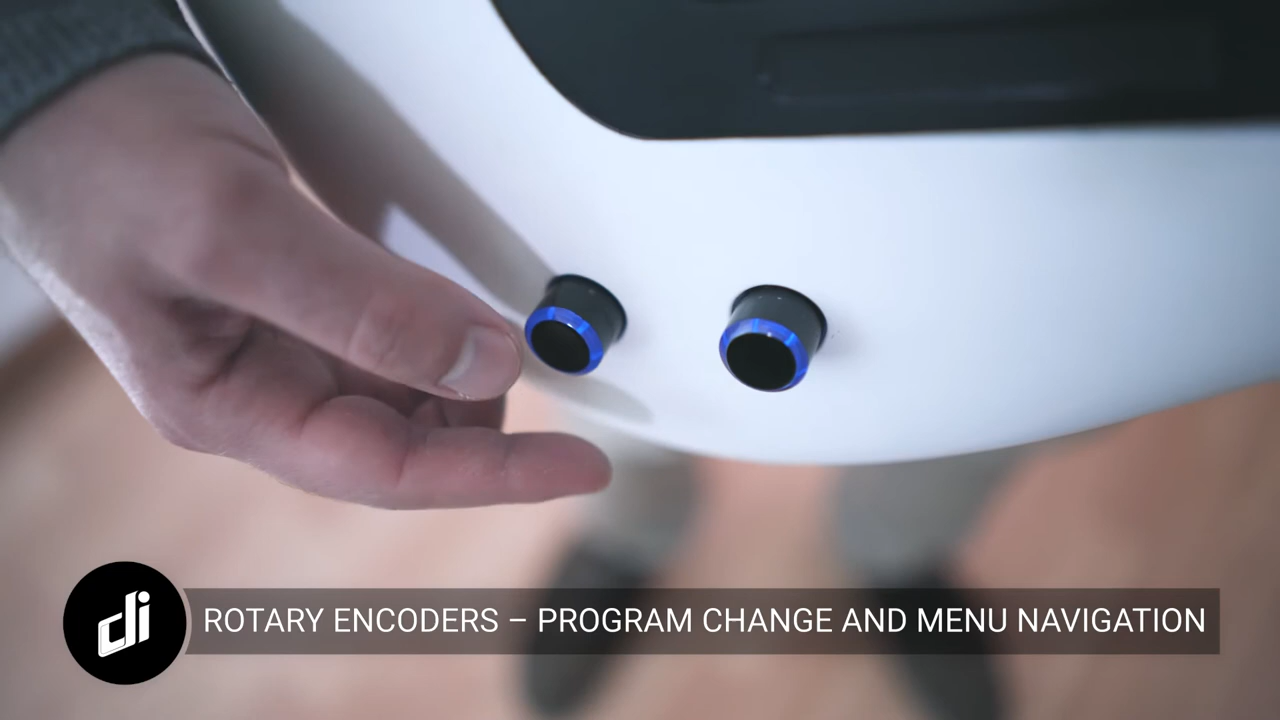 di
ROTARY ENCODERS – PROGRAM CHANGE AND MENU NAVIGATION